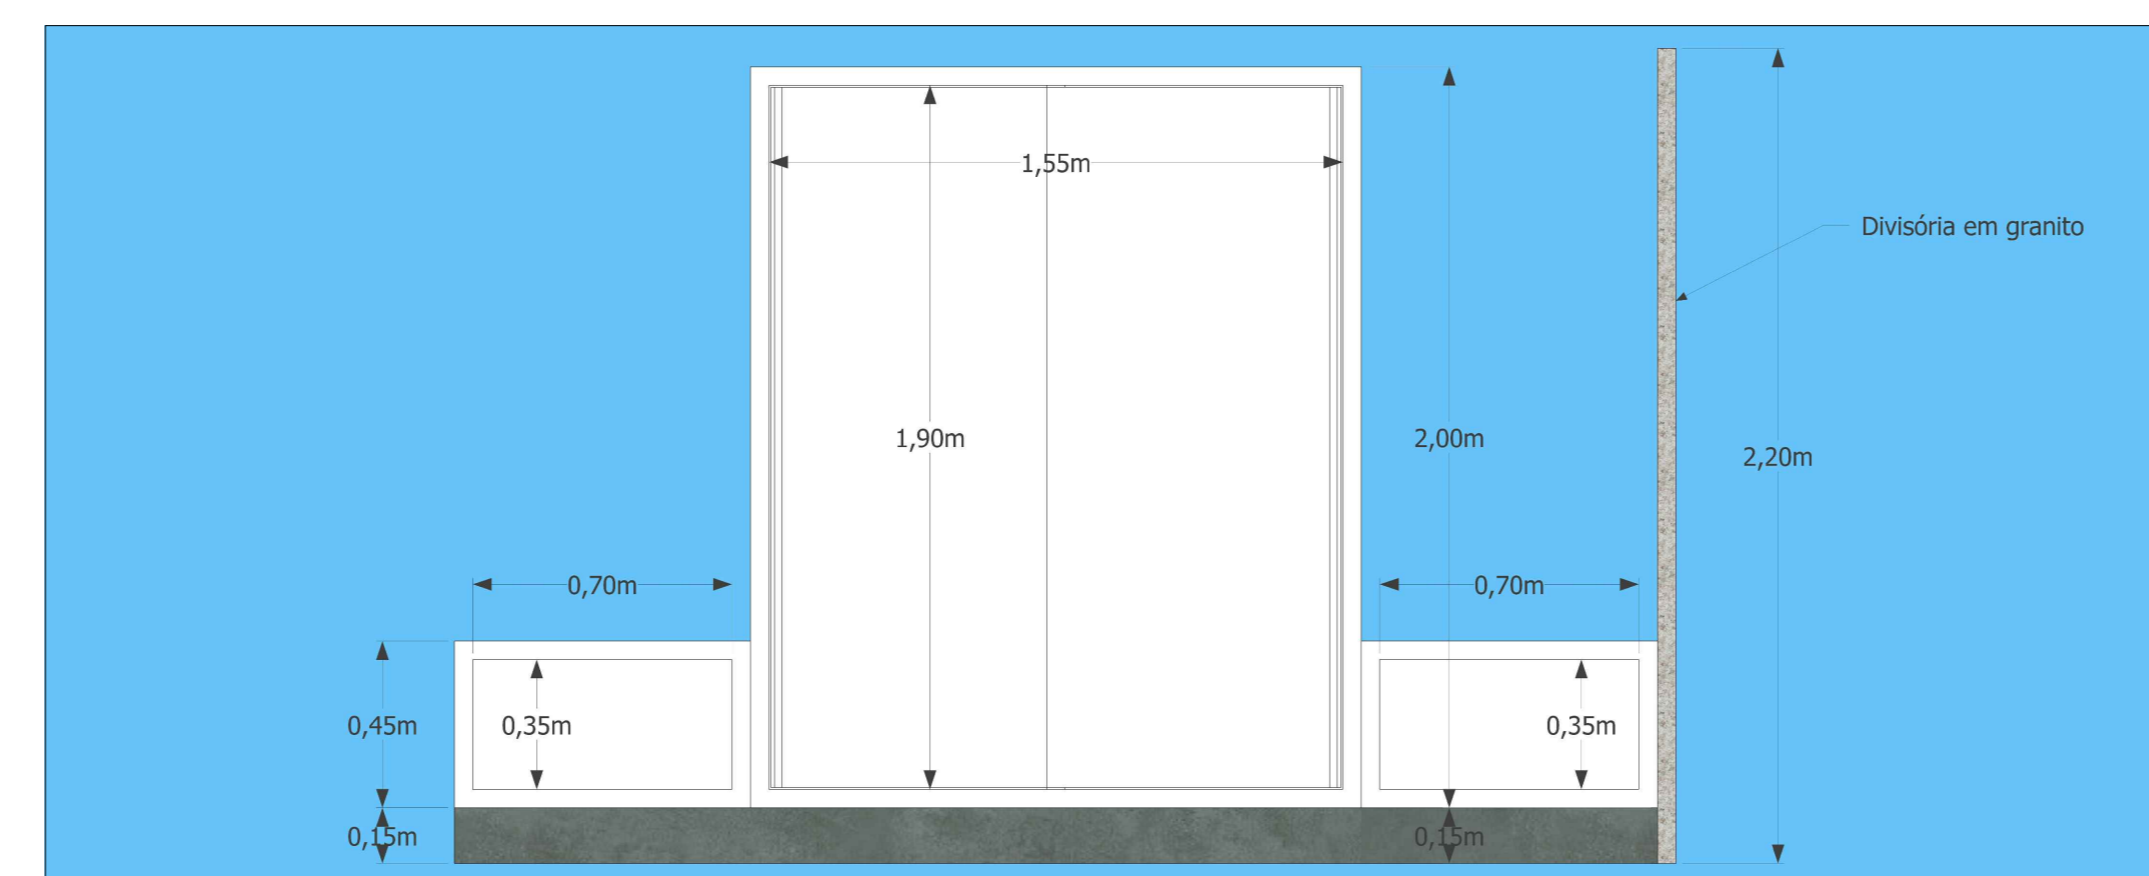 1,55m
Divisória em granito
1,90m
2,00m
2,20m
0,70m
0,70m
0,45m
0,35m
0,35m
0,15m
0,15m